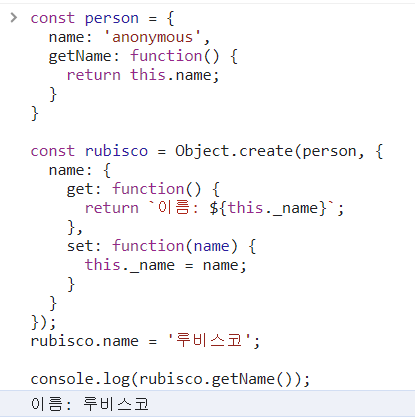 const person = {
  name: 'anonymous',
  getName: function() {
    return this.name;
  }
}

const rubisco = Object.create(person, {
  name: {
    get: function() {
      return `이름: ${this._name}`;
    },
    set: function(name) {
      this._name = name;
    }
  }
});
rubisco.name = '루비스코';

console.log(rubisco.getName());
이름: 루비스코